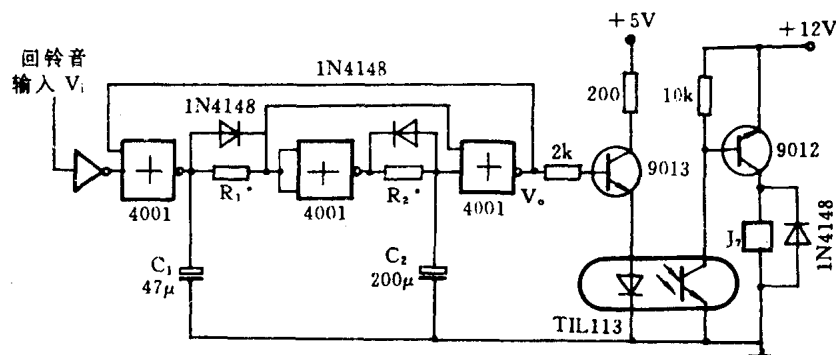 回铃音
输入 Vᵢ
1N4148
1N4148
4001
R₁*
4001
R₂*
4001
Vₒ
2k
+5V
200
9013
10k
+12V
9012
J₇
1N4148
C₁
47μ
C₂
200μ
TIL113